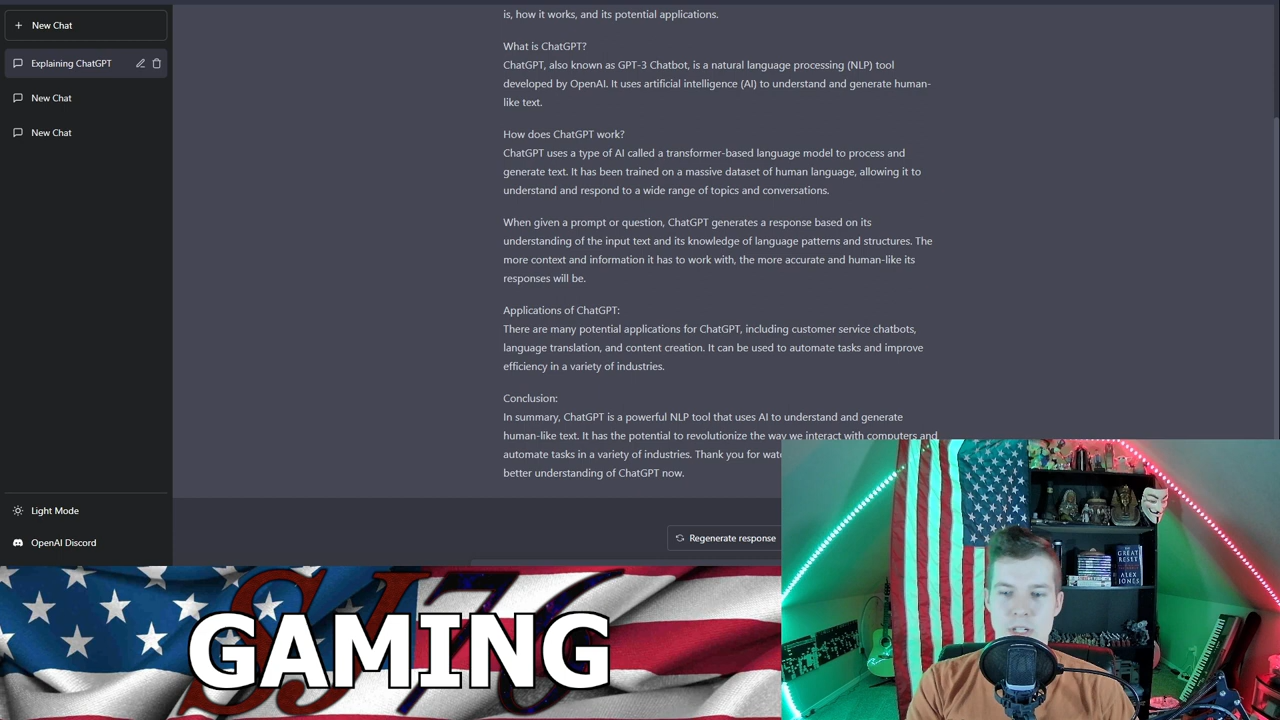 New Chat
Explaining ChatGPT
New Chat
New Chat
Light Mode
OpenAI Discord
is, how it works, and its potential applications.
What is ChatGPT?
ChatGPT, also known as GPT-3 Chatbot, is a natural language processing (NLP) tool
developed by OpenAI. It uses artificial intelligence (AI) to understand and generate human-
like text.
How does ChatGPT work?
ChatGPT uses a type of AI called a transformer-based language model to process and
generate text. It has been trained on a massive dataset of human language, allowing it to
understand and respond to a wide range of topics and conversations.
When given a prompt or question, ChatGPT generates a response based on its
understanding of the input text and its knowledge of language patterns and structures. The
more context and information it has to work with, the more accurate and human-like its
responses will be.
Applications of ChatGPT:
There are many potential applications for ChatGPT, including customer service chatbots,
language translation, and content creation. It can be used to automate tasks and improve
efficiency in a variety of industries.
Conclusion:
In summary, ChatGPT is a powerful NLP tool that uses AI to understand and generate
human-like text. It has the potential to revolutionize the way we interact with computers and
automate tasks in a variety of industries. Thank you for
better understanding of ChatGPT now.
Regenerate response
SJ76
GAMING
THE
GREAT
RESET
ALEX
JONES